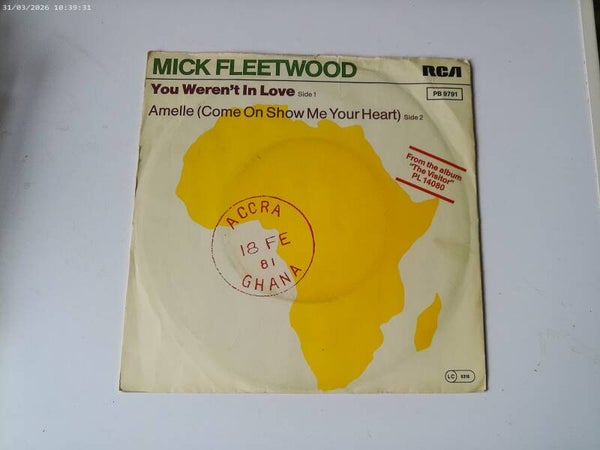 31/03/2026 10:39:31
MICK FLEETWOOD
RCA
You Weren't In Love Side 1
PB 9791
Amelle (Come On Show Me Your Heart) Side 2
From the album
"The Visitor"
PL 14080
ACCRA
18 FE
81
GHANA
LC